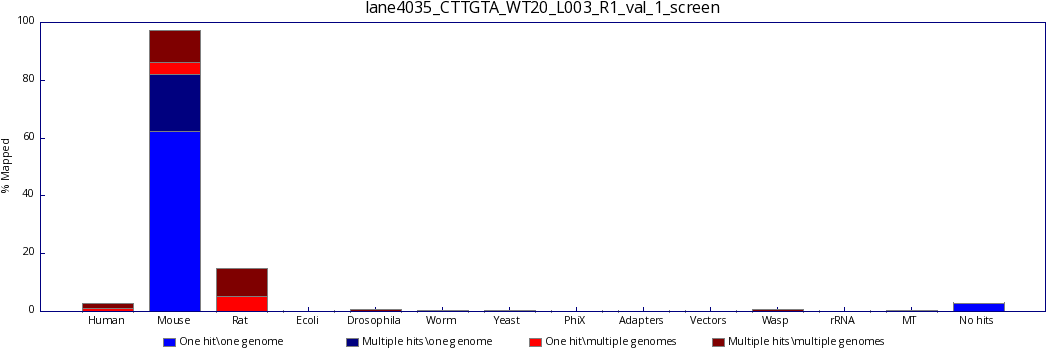 lane4035_CTTGTA_WT20_L003_R1_val_1_screen
100
80
60
40
20
0
% Mapped
Human Mouse Rat Ecoli Drosophila Worm Yeast PhiX Adapters Vectors Wasp rRNA MT No hits
One hit\one genome Multiple hits\one genome One hit\multiple genomes Multiple hits\multiple genomes